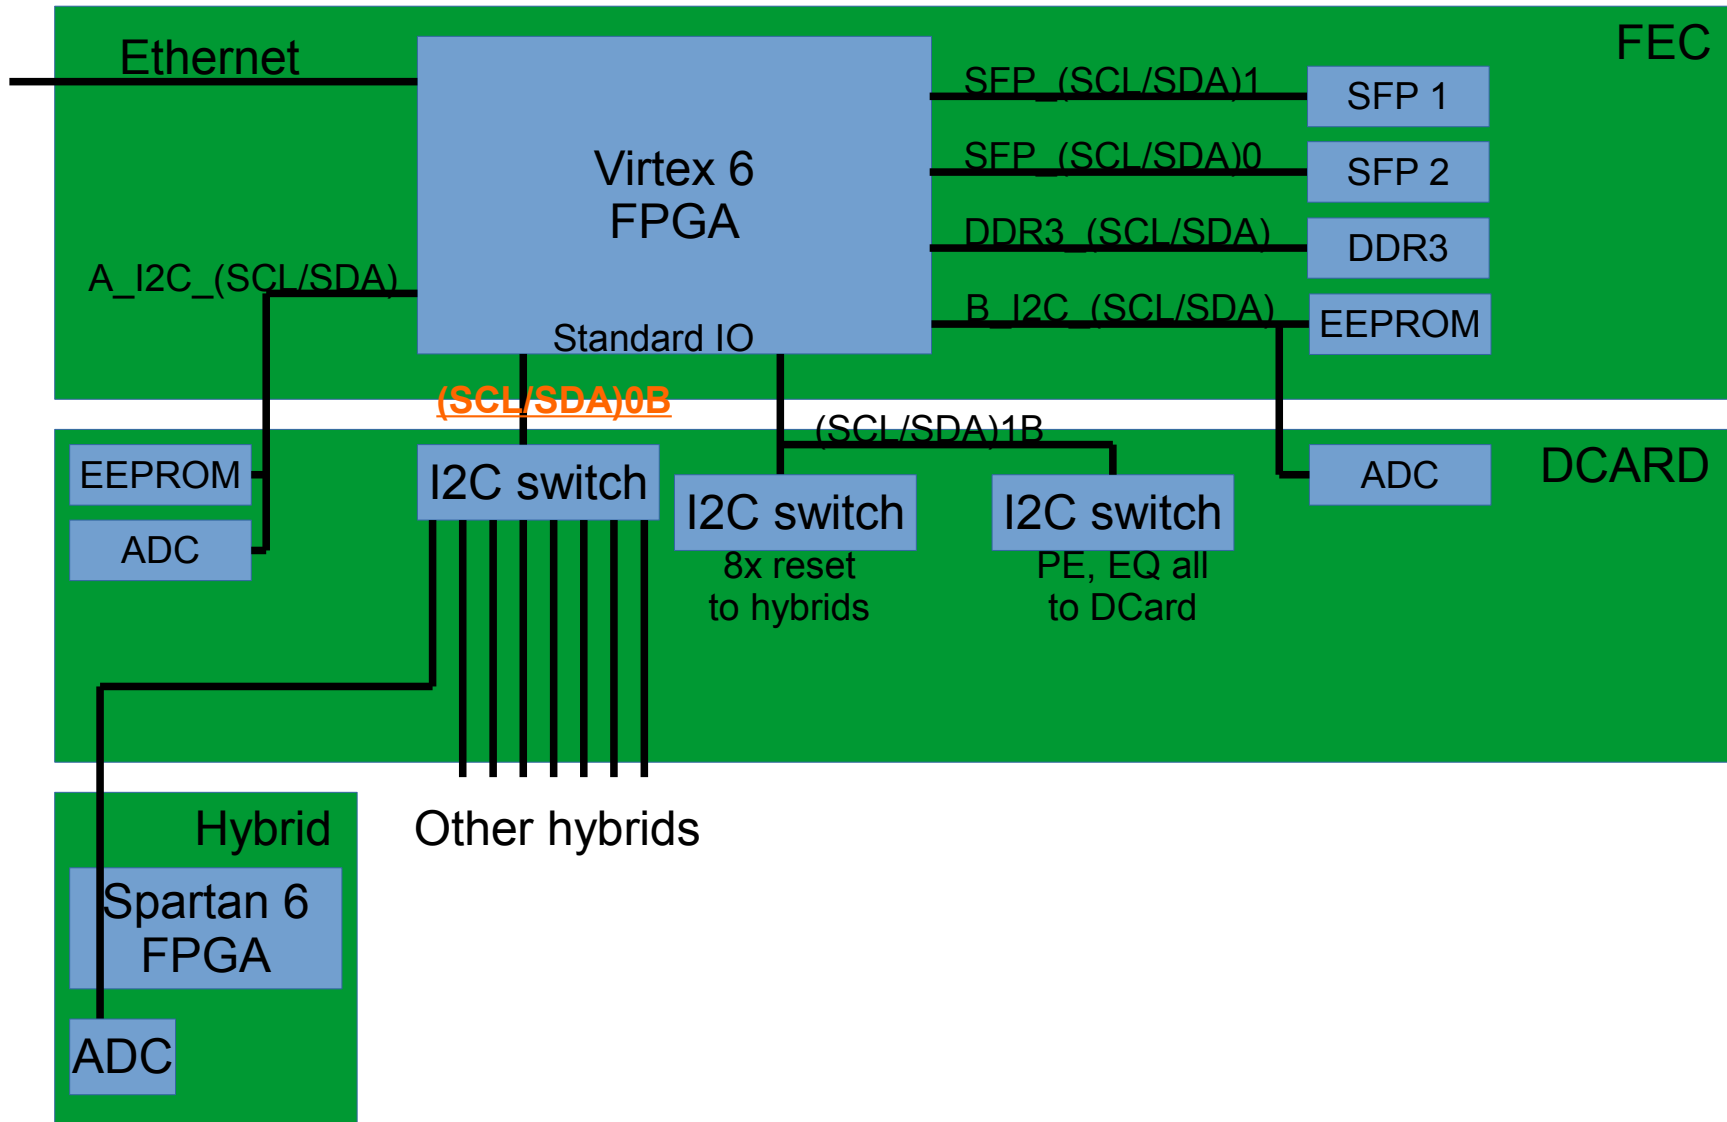 Ethernet
FEC
SFP_(SCL/SDA)1
SFP 1
Virtex 6
FPGA
SFP_(SCL/SDA)0
SFP 2
DDR3_(SCL/SDA)
DDR3
A_I2C_(SCL/SDA)
B_I2C_(SCL/SDA)
EEPROM
Standard IO
(SCL/SDA)0B
(SCL/SDA)1B
DCARD
EEPROM
ADC
I2C switch
I2C switch
8x reset
to hybrids
I2C switch
PE, EQ all
to DCard
ADC
Hybrid
Other hybrids
Spartan 6
FPGA
ADC